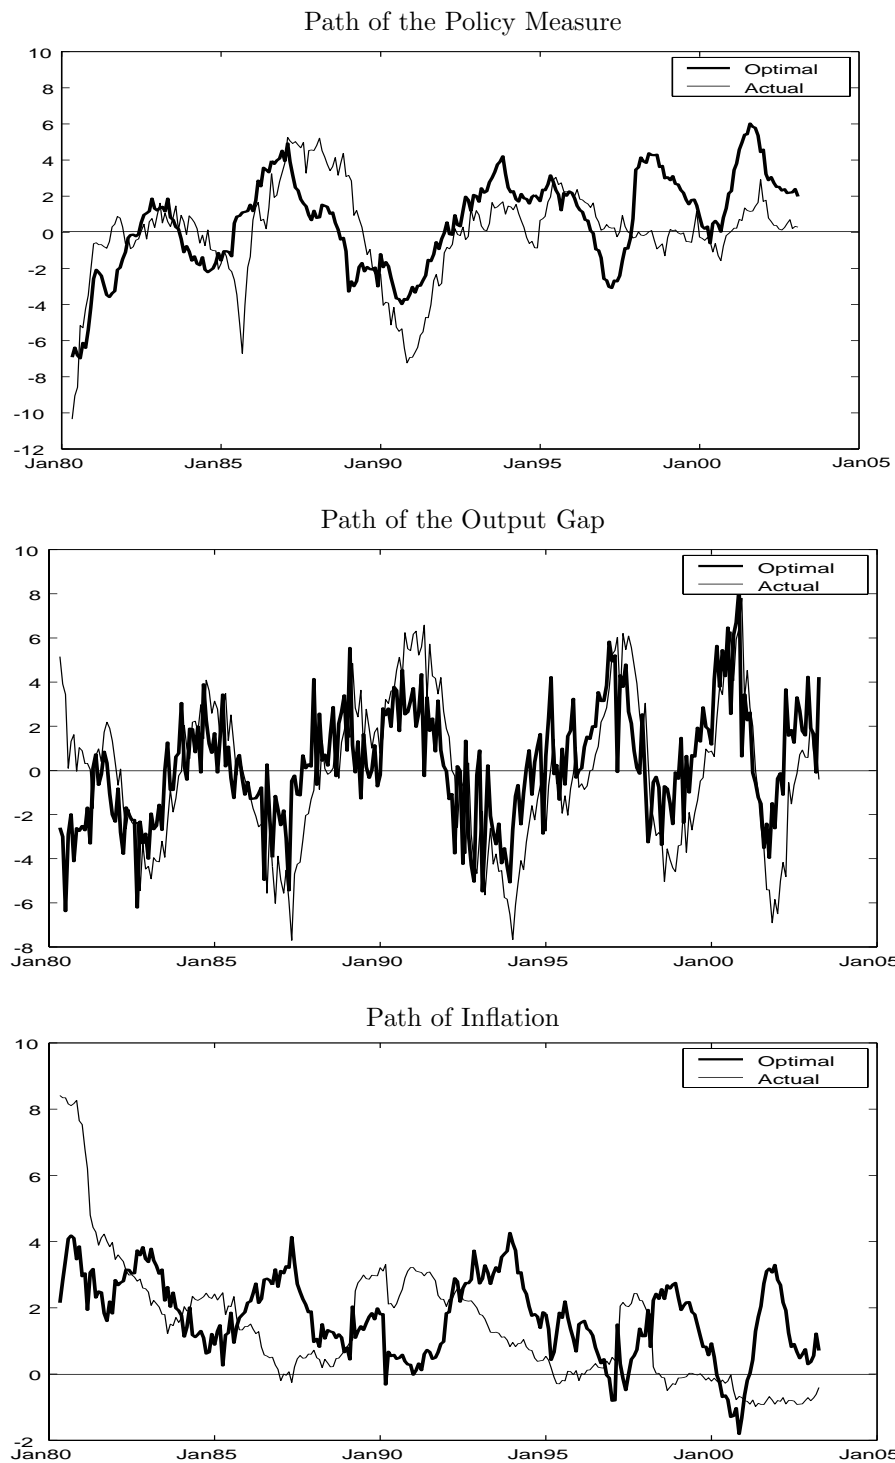 Path of the Policy Measure
10
Optimal
Actual
8
6
4
2
0
-2
-4
-6
-8
-10
-12
Jan80 Jan85 Jan90 Jan95 Jan00 Jan05
Path of the Output Gap
10
Optimal
Actual
8
6
4
2
0
-2
-4
-6
-8
Jan80 Jan85 Jan90 Jan95 Jan00 Jan05
Path of Inflation
10
Optimal
Actual
8
6
4
2
0
-2
Jan80 Jan85 Jan90 Jan95 Jan00 Jan05